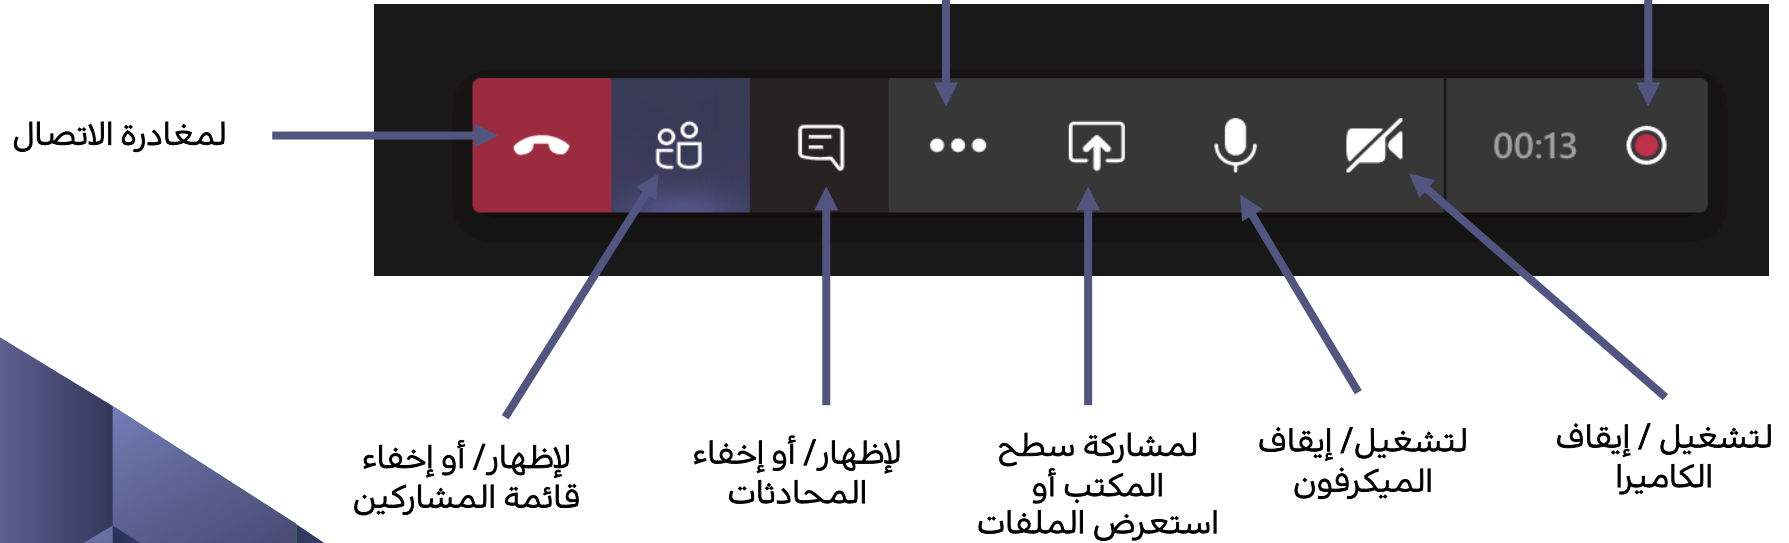 00:13
لمغادرة الاتصال
لتشغيل / إيقاف
الكاميرا
لتشغيل/ إيقاف
الميكرفون
لمشاركة سطح
المكتب أو
استعرض الملفات
لإظهار/ أو إخفاء
المحادثات
لإظهار/ أو إخفاء
قائمة المشاركين